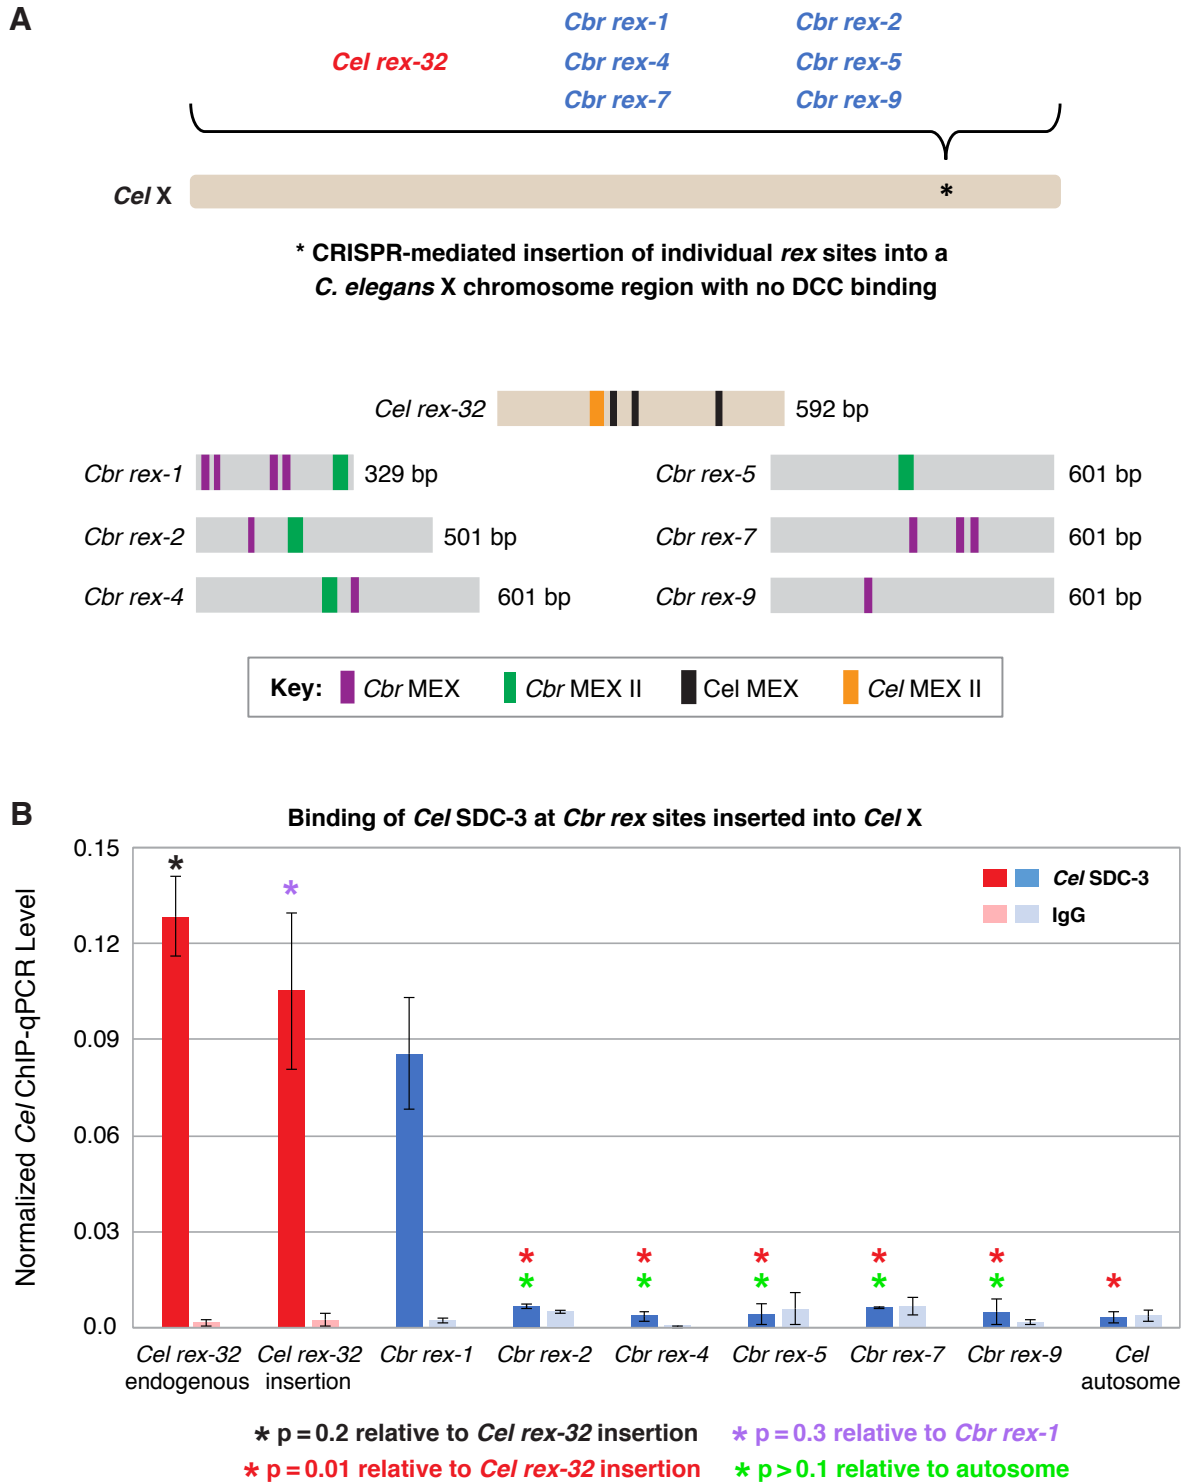 A
Cbr rex-1 Cbr rex-2
Cel rex-32 Cbr rex-4 Cbr rex-5
Cbr rex-7 Cbr rex-9
Cel X *
* CRISPR-mediated insertion of individual rex sites into a
C. elegans X chromosome region with no DCC binding
Cel rex-32 592 bp
Cbr rex-1 329 bp Cbr rex-5 601 bp
Cbr rex-2 501 bp Cbr rex-7 601 bp
Cbr rex-4 601 bp Cbr rex-9 601 bp
Key: Cbr MEX Cbr MEX II Cel MEX Cel MEX II
B
Binding of Cel SDC-3 at Cbr rex sites inserted into Cel X
Normalized Cel ChIP-qPCR Level
0.15
0.12
0.09
0.06
0.03
0.0
* *
Cel SDC-3
IgG
* * * * * *
* * * * *
Cel rex-32 Cel rex-32 Cbr rex-1 Cbr rex-2 Cbr rex-4 Cbr rex-5 Cbr rex-7 Cbr rex-9 Cel
endogenous insertion autosome
* p = 0.2 relative to Cel rex-32 insertion * p = 0.3 relative to Cbr rex-1
* p = 0.01 relative to Cel rex-32 insertion * p > 0.1 relative to autosome